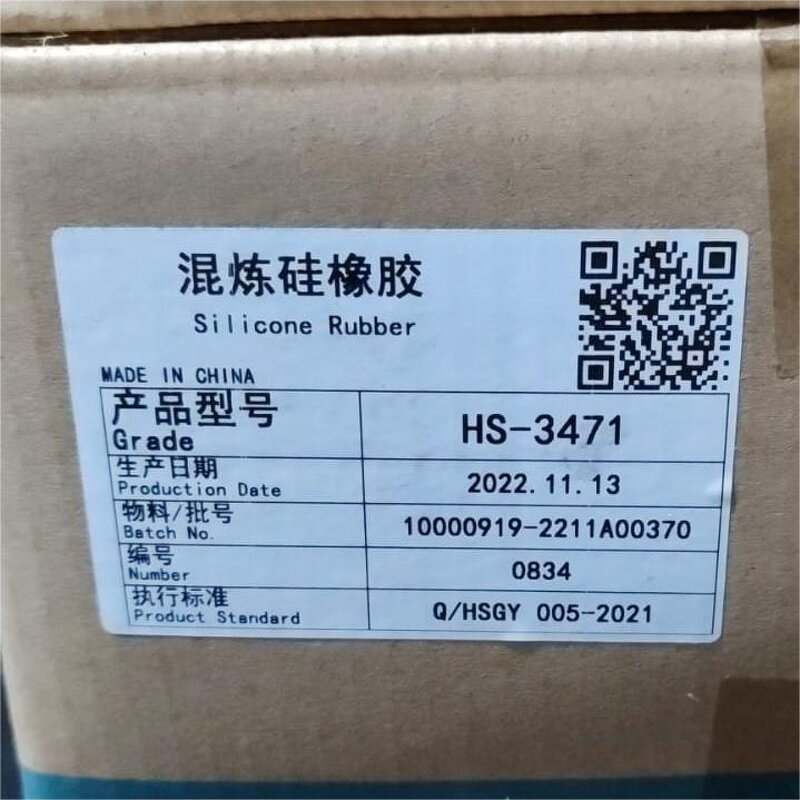 混炼硅橡胶
Silicone Rubber
MADE IN CHINA
产品型号
Grade
HS-3471
生产日期
Production Date
2022.11.13
物料/批号
Batch No.
10000919-2211A00370
编号
Number
0834
执行标准
Product Standard
Q/HSGY 005-2021